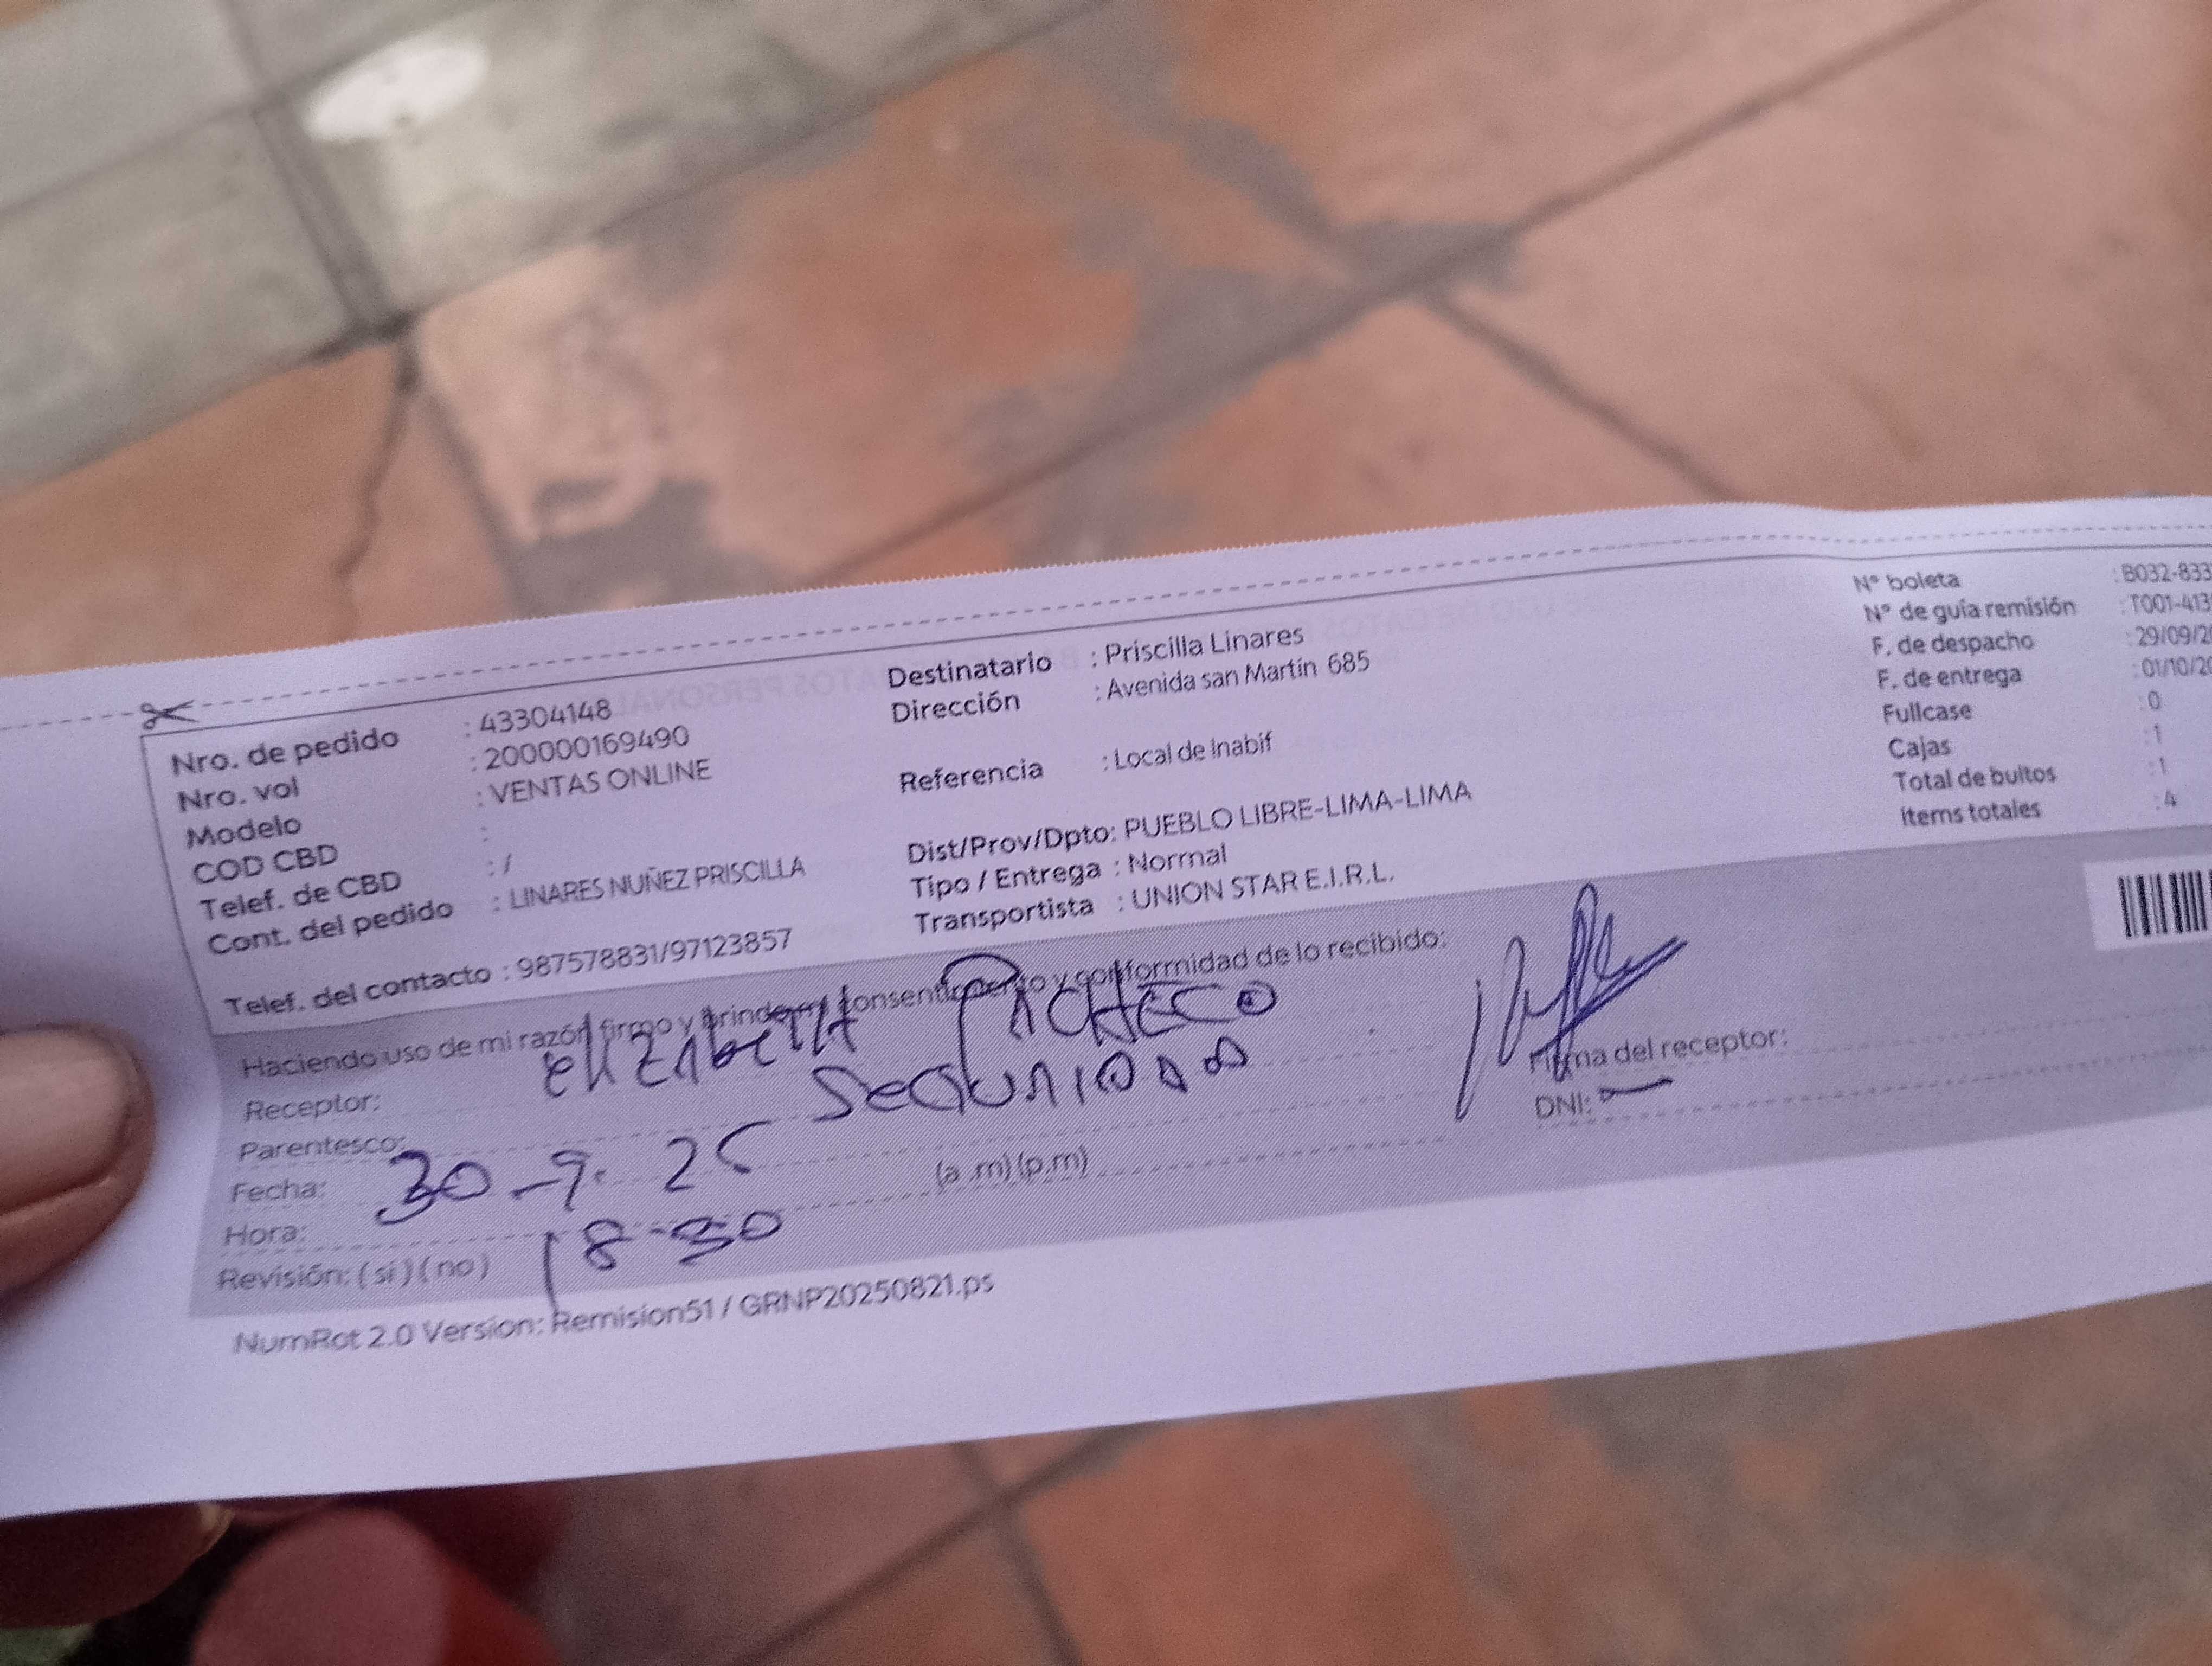 Nro. de pedido : 43304148
Nro. vol : 200000169490
Modelo : VENTAS ONLINE
COD CBD :
Telef. de CBD : /
Cont. del pedido : LINARES NUÑEZ PRISCILLA
Telef. del contacto : 987578831/97123857
Destinatario : Priscilla Linares
Dirección : Avenida san Martín 685
Referencia : Local de Inabif
Dist/Prov/Dpto: PUEBLO LIBRE-LIMA-LIMA
Tipo / Entrega : Normal
Transportista : UNION STAR E.I.R.L.
N° boleta : B032-833
N° de guía remisión : T001-413
F. de despacho : 29/09/20
F. de entrega : 01/10/20
Fullcase : 0
Cajas : 1
Total de bultos : 1
Items totales : 4
Haciendo uso de mi razón firmo y brindo mi consentimiento y conformidad de lo recibido:
Receptor: elizabeth PACHECO
Parentesco: SEGURIDAD
Fecha: 30-9-25
Hora: 18-30 (a.m)(p.m)
Revisión: (si)(no)
Firma del receptor:
DNI:
NumRot 2.0 Version: Remision51 / GRNP20250821.ps